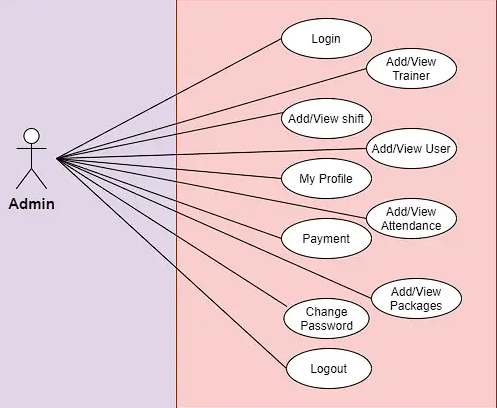 Login
Add/View
Trainer
Add/View shift
Add/View User
My Profile
Admin
Add/View
Attendance
Payment
Add/View
Packages
Change
Password
Logout